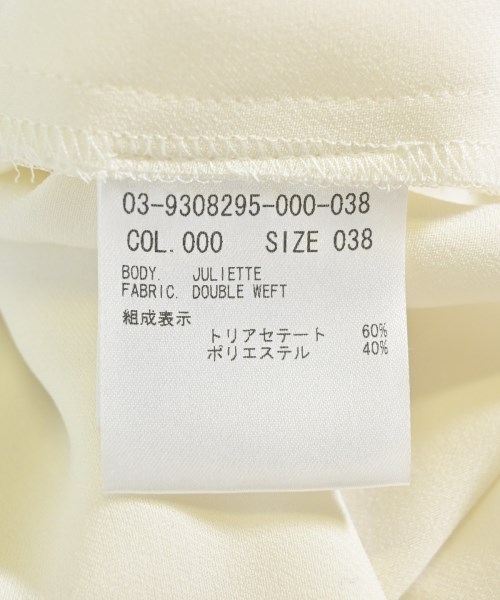 03-9308295-000-038
COL.000 SIZE 038
BODY. JULIETTE
FABRIC. DOUBLE WEFT
組成表示
トリアセテート 60%
ポリエステル 40%